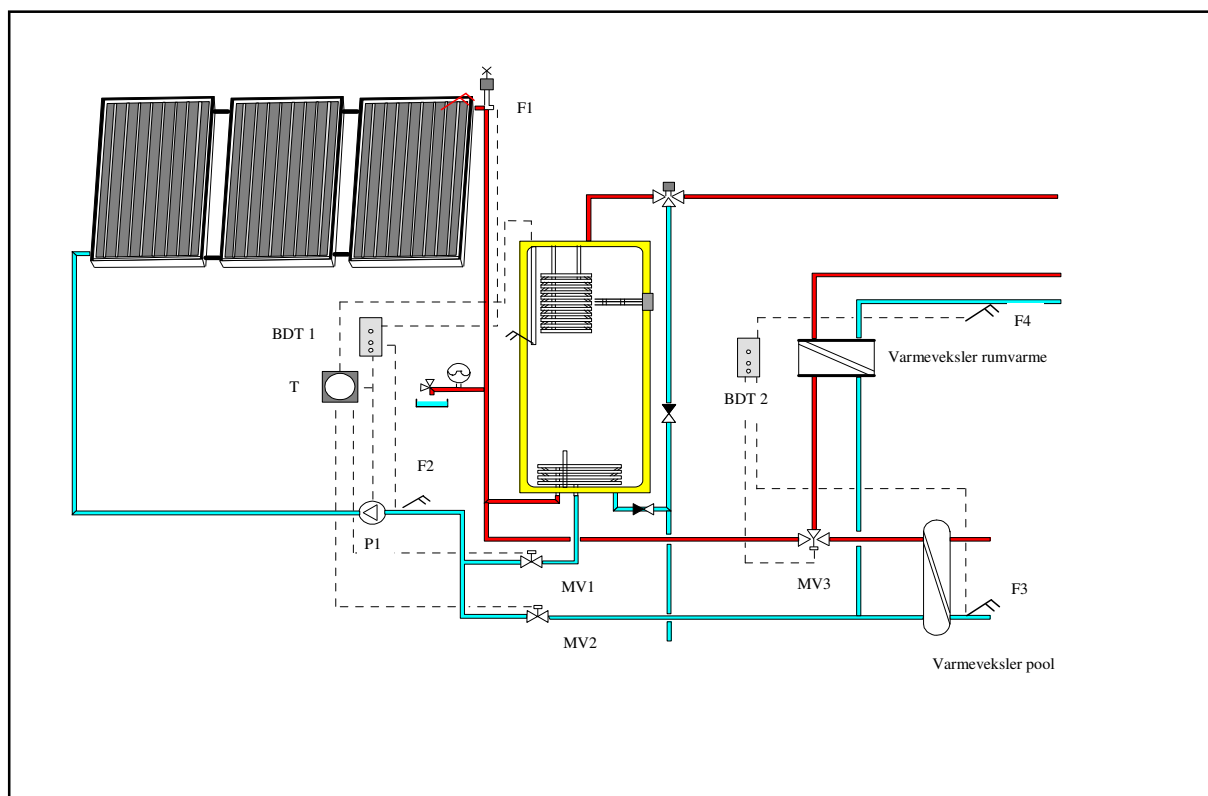 F1
BDT 1
F4
Varmeveksler rumvarme
T
BDT 2
F2
P1
MV1
MV3
F3
MV2
Varmeveksler pool